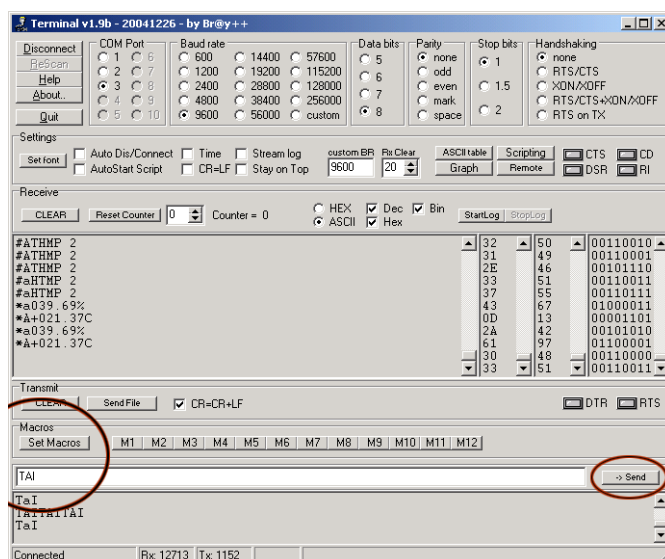 Terminal v1.9b - 20041226 - by Br@y++
Disconnect
ReScan
Help
About..
Quit
COM Port
1 6
2 7
3 8
4 9
5 10
Baud rate
600 14400 57600
1200 19200 115200
2400 28800 128000
4800 38400 256000
9600 56000 custom
Data bits
5
6
7
8
Parity
none
odd
even
mark
space
Stop bits
1
1.5
2
Handshaking
none
RTS/CTS
XON/XOFF
RTS/CTS+XON/XOFF
RTS on TX
Settings
Set font
Auto Dis/Connect Time Stream log
AutoStart Script CR=LF Stay on Top
custom BR Rx Clear
9600 20
ASCII table Scripting CTS CD
Graph Remote DSR RI
Receive
CLEAR Reset Counter 0 Counter = 0
HEX Dec Bin
ASCII Hex
StartLog StopLog
#ATHMP 2
#ATHMP 2
#ATHMP 2
#aHTMP 2
#aHTMP 2
*a039.69%
*A+021.37C
*a039.69%
*A+021.37C
32 50 00110010
31 49 00110001
2E 46 00101110
33 51 00110011
37 55 00110111
43 67 01000011
0D 13 00001101
2A 42 00101010
61 97 01100001
30 48 00110000
33 51 00110011
Transmit
CLEAR Send File CR=CR+LF DTR RTS
Macros
Set Macros M1 M2 M3 M4 M5 M6 M7 M8 M9 M10 M11 M12
TAI -> Send
TaI
TAITAITAI
TaI
Connected Rx: 12713 Tx: 1152